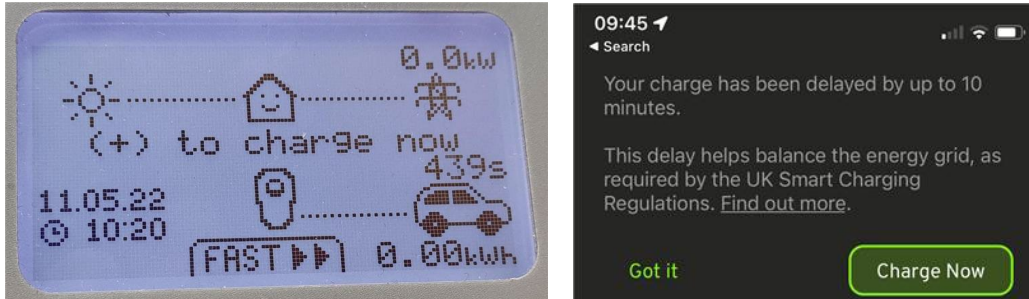 0.0kW
(+) to charge now
439s
11.05.22
10:20
FAST
0.00kWh
09:45
◀ Search
Your charge has been delayed by up to 10
minutes.
This delay helps balance the energy grid, as
required by the UK Smart Charging
Regulations. Find out more.
Got it
Charge Now